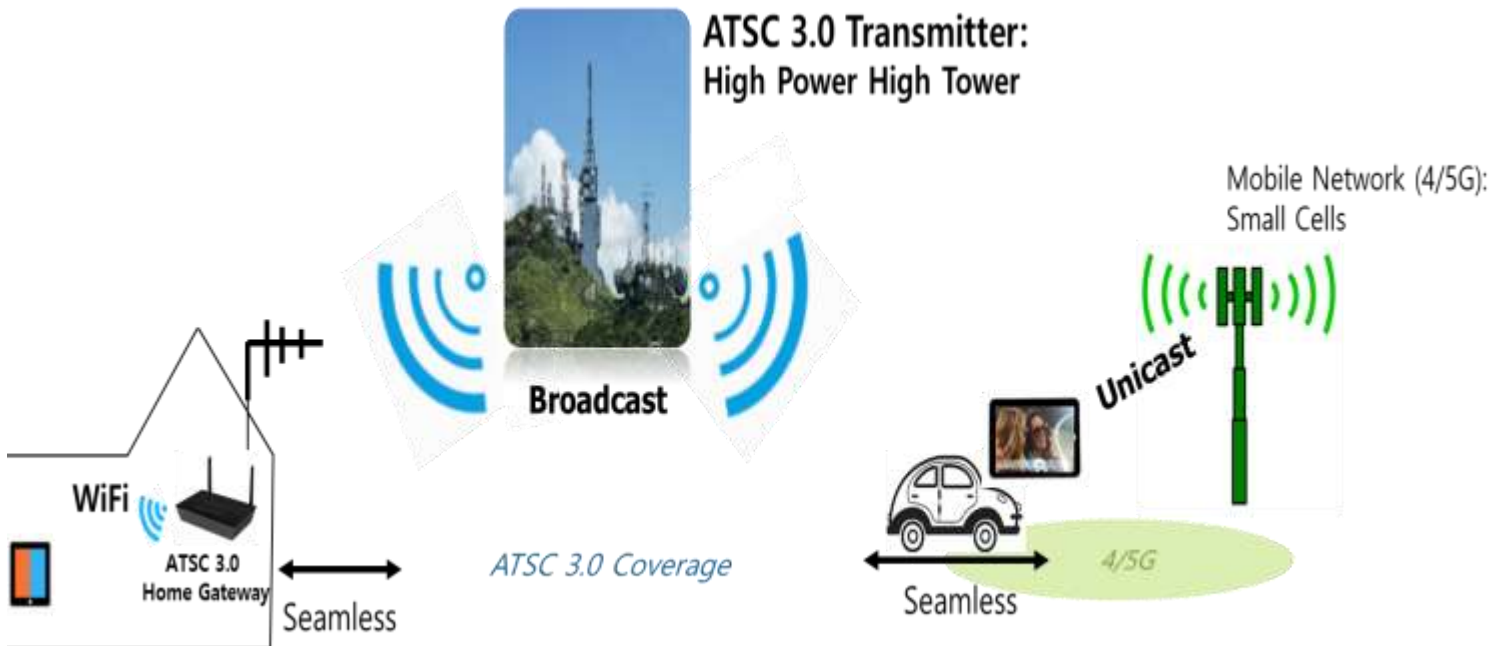 ATSC 3.0 Transmitter:
High Power High Tower
Mobile Network (4/5G):
Small Cells
Unicast
Broadcast
WiFi
ATSC 3.0
Home Gateway
Seamless
ATSC 3.0 Coverage
Seamless
4/5G